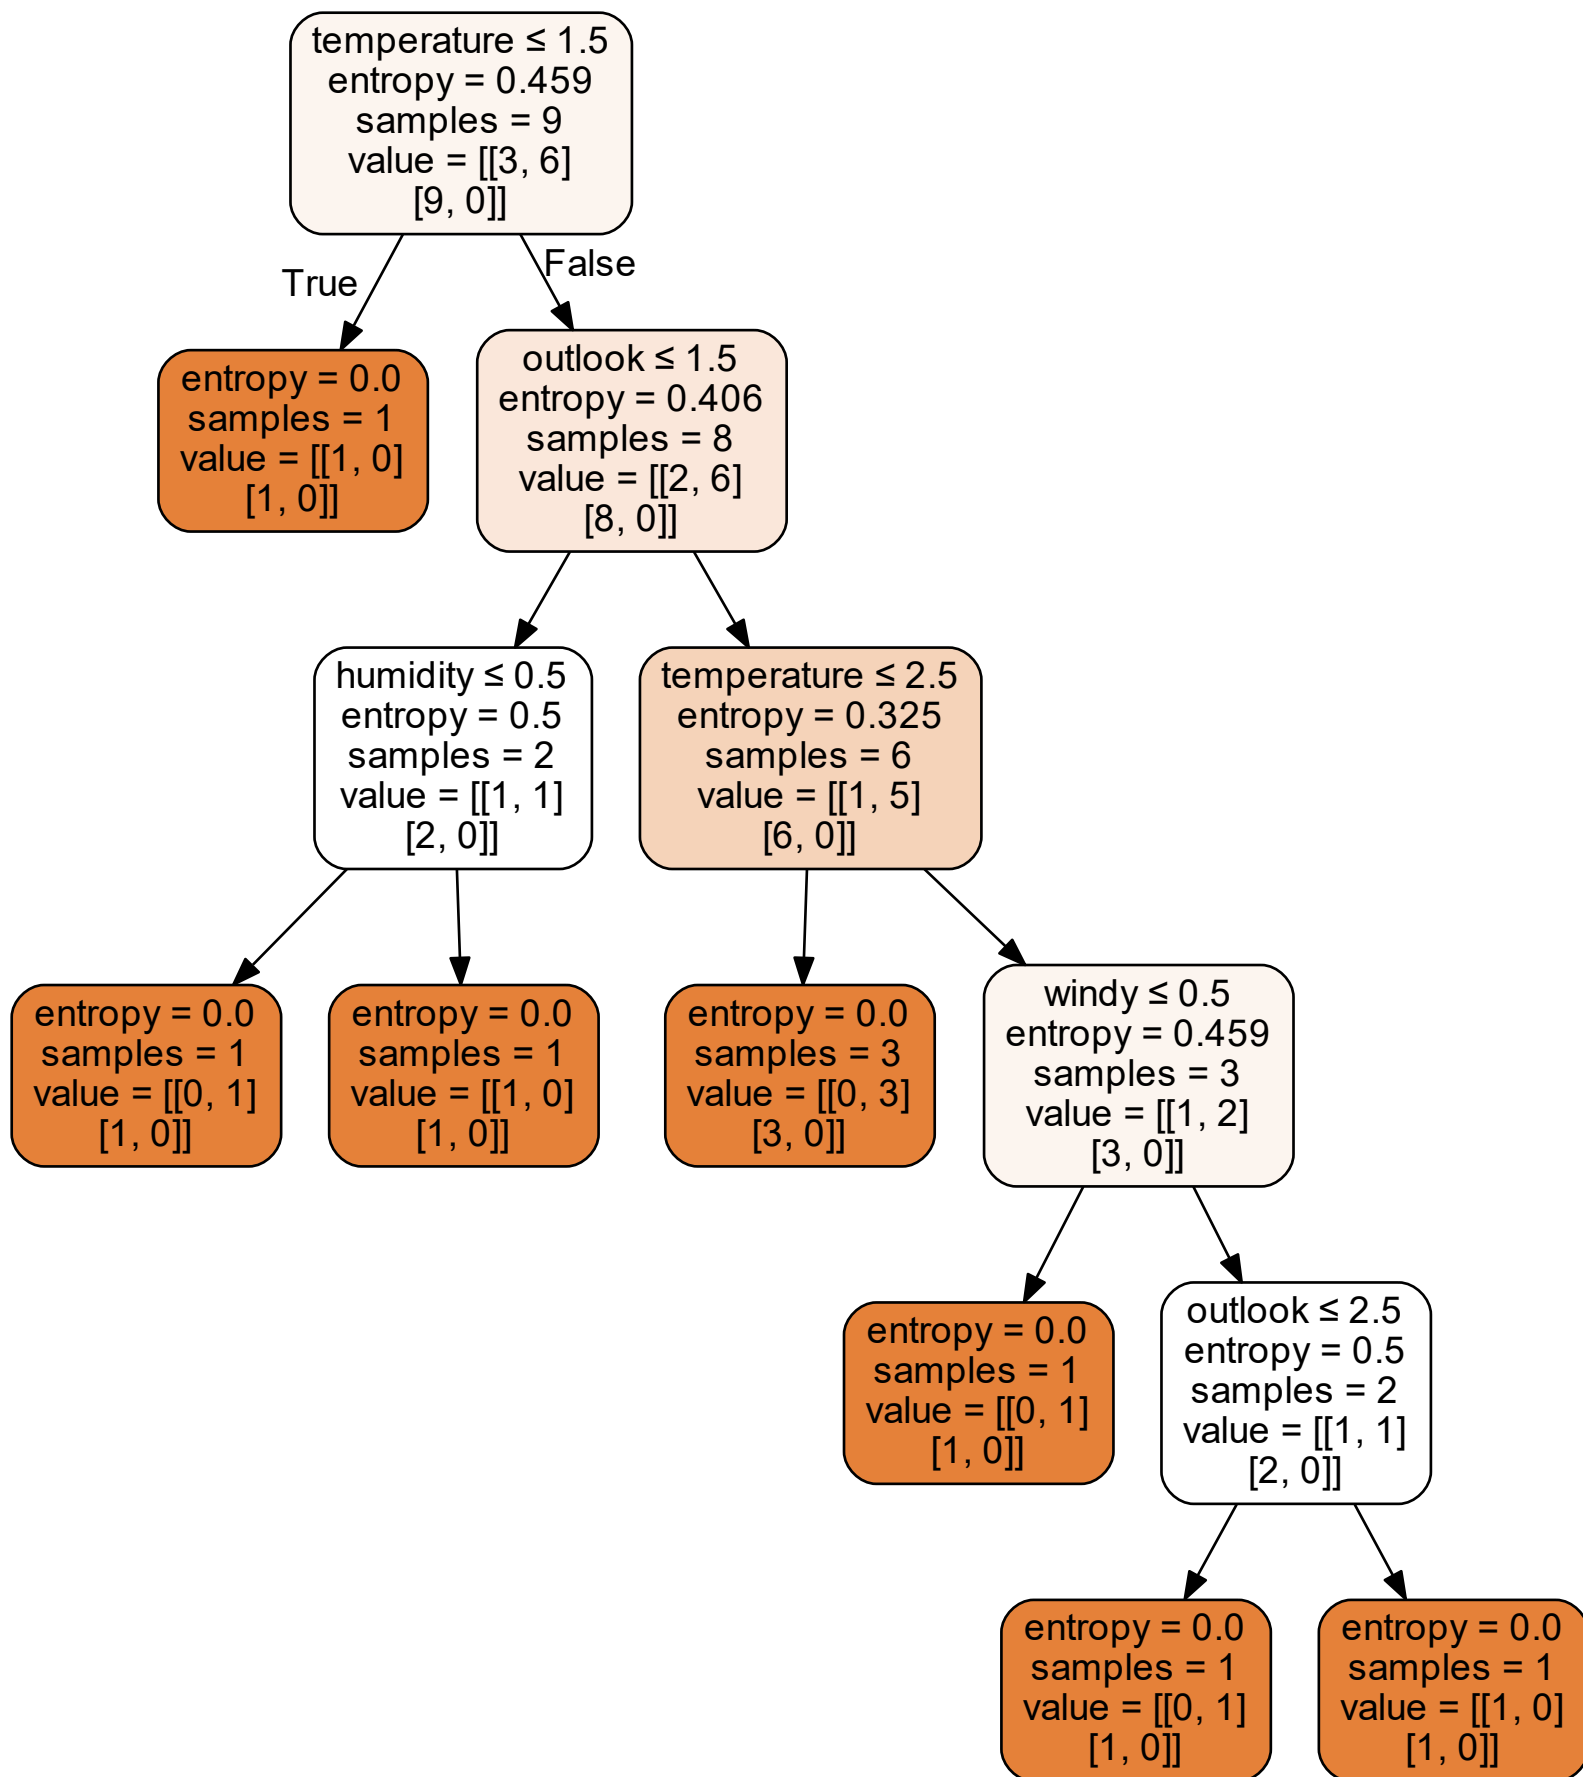 temperature ≤ 1.5
entropy = 0.459
samples = 9
value = [[3, 6]
[9, 0]]
True
False
entropy = 0.0
samples = 1
value = [[1, 0]
[1, 0]]
outlook ≤ 1.5
entropy = 0.406
samples = 8
value = [[2, 6]
[8, 0]]
humidity ≤ 0.5
entropy = 0.5
samples = 2
value = [[1, 1]
[2, 0]]
temperature ≤ 2.5
entropy = 0.325
samples = 6
value = [[1, 5]
[6, 0]]
entropy = 0.0
samples = 1
value = [[0, 1]
[1, 0]]
entropy = 0.0
samples = 1
value = [[1, 0]
[1, 0]]
entropy = 0.0
samples = 3
value = [[0, 3]
[3, 0]]
windy ≤ 0.5
entropy = 0.459
samples = 3
value = [[1, 2]
[3, 0]]
entropy = 0.0
samples = 1
value = [[0, 1]
[1, 0]]
outlook ≤ 2.5
entropy = 0.5
samples = 2
value = [[1, 1]
[2, 0]]
entropy = 0.0
samples = 1
value = [[0, 1]
[1, 0]]
entropy = 0.0
samples = 1
value = [[1, 0]
[1, 0]]